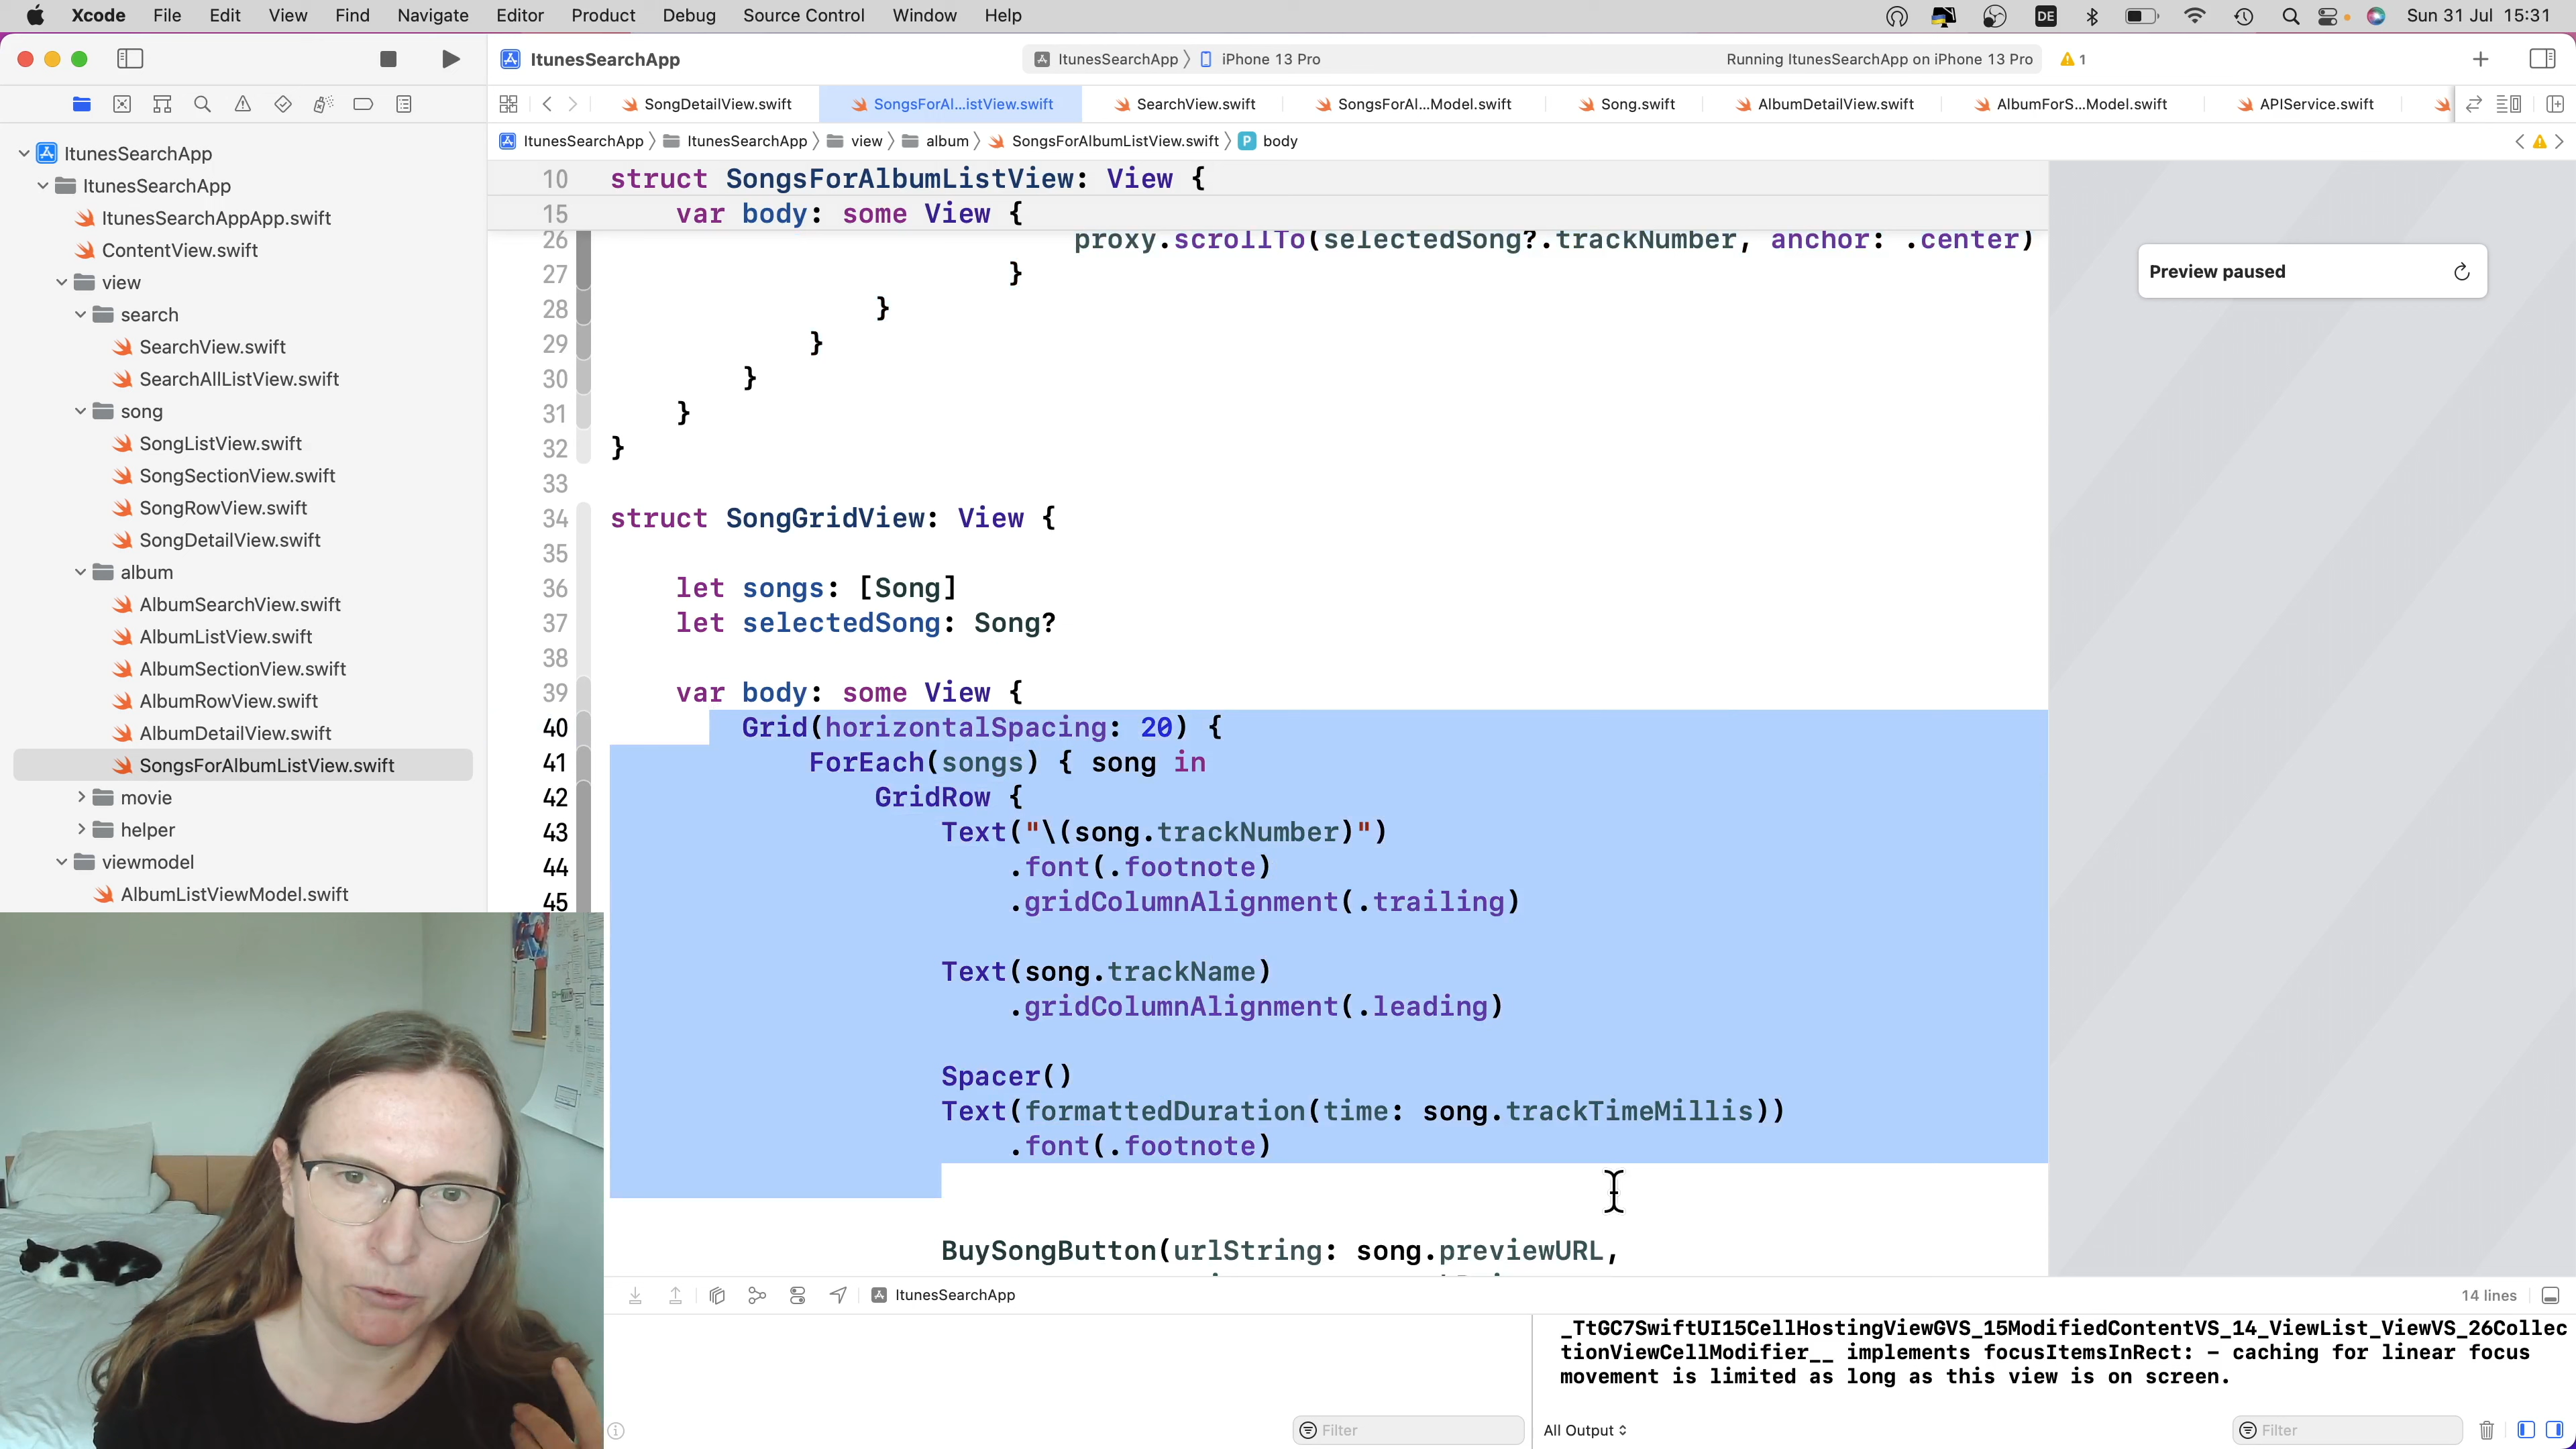 Xcode File Edit View Find Navigate Editor Product Debug Source Control Window Help DE Sun 31 Jul 15:31
ItunesSearchApp ItunesSearchApp iPhone 13 Pro Running ItunesSearchApp on iPhone 13 Pro 1
SongDetailView.swift SongsForAl...istView.swift SearchView.swift SongsForAl...Model.swift Song.swift AlbumDetailView.swift AlbumForS...Model.swift APIService.swift
ItunesSearchApp ItunesSearchApp view album SongsForAlbumListView.swift P body
ItunesSearchApp
ItunesSearchApp
ItunesSearchAppApp.swift
ContentView.swift
view
search
SearchView.swift
SearchAllListView.swift
song
SongListView.swift
SongSectionView.swift
SongRowView.swift
SongDetailView.swift
album
AlbumSearchView.swift
AlbumListView.swift
AlbumSectionView.swift
AlbumRowView.swift
AlbumDetailView.swift
SongsForAlbumListView.swift
movie
helper
viewmodel
AlbumListViewModel.swift
10 struct SongsForAlbumListView: View {
15 var body: some View {
26 proxy.scrollTo(selectedSong?.trackNumber, anchor: .center)
27 }
28 }
29 }
30 }
31 }
32 }
33
34 struct SongGridView: View {
35
36 let songs: [Song]
37 let selectedSong: Song?
38
39 var body: some View {
40 Grid(horizontalSpacing: 20) {
41 ForEach(songs) { song in
42 GridRow {
43 Text("\(song.trackNumber)")
44 .font(.footnote)
45 .gridColumnAlignment(.trailing)
Text(song.trackName)
.gridColumnAlignment(.leading)
Spacer()
Text(formattedDuration(time: song.trackTimeMillis))
.font(.footnote)
BuySongButton(urlString: song.previewURL,
Preview paused
ItunesSearchApp 14 lines
_TtGC7SwiftUI15CellHostingViewGVS_15ModifiedContentVS_14_ViewList_ViewVS_26Collec
tionViewCellModifier__ implements focusItemsInRect: - caching for linear focus
movement is limited as long as this view is on screen.
Filter All Output Filter